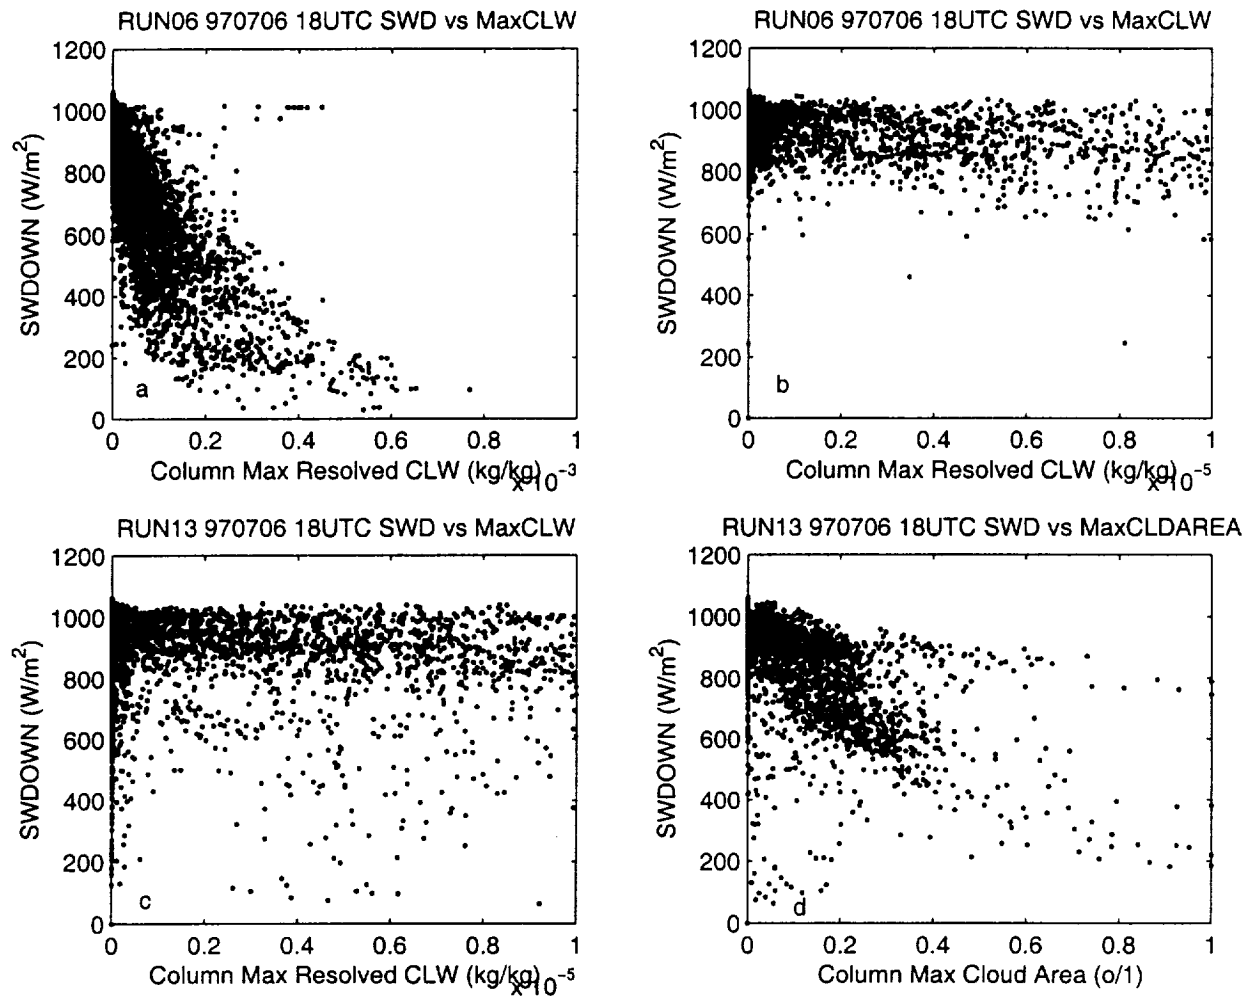 RUN06 970706 18UTC SWD vs MaxCLW
1200
1000
800
600
400
200
0
SWDOWN (W/m²)
a
0 0.2 0.4 0.6 0.8 1
Column Max Resolved CLW (kg/kg)
x 10⁻³
RUN06 970706 18UTC SWD vs MaxCLW
1200
1000
800
600
400
200
0
SWDOWN (W/m²)
b
0 0.2 0.4 0.6 0.8 1
Column Max Resolved CLW (kg/kg)
x 10⁻⁵
RUN13 970706 18UTC SWD vs MaxCLW
1200
1000
800
600
400
200
0
SWDOWN (W/m²)
c
0 0.2 0.4 0.6 0.8 1
Column Max Resolved CLW (kg/kg)
x 10⁻⁵
RUN13 970706 18UTC SWD vs MaxCLDAREA
1200
1000
800
600
400
200
0
SWDOWN (W/m²)
d
0 0.2 0.4 0.6 0.8 1
Column Max Cloud Area (o/1)